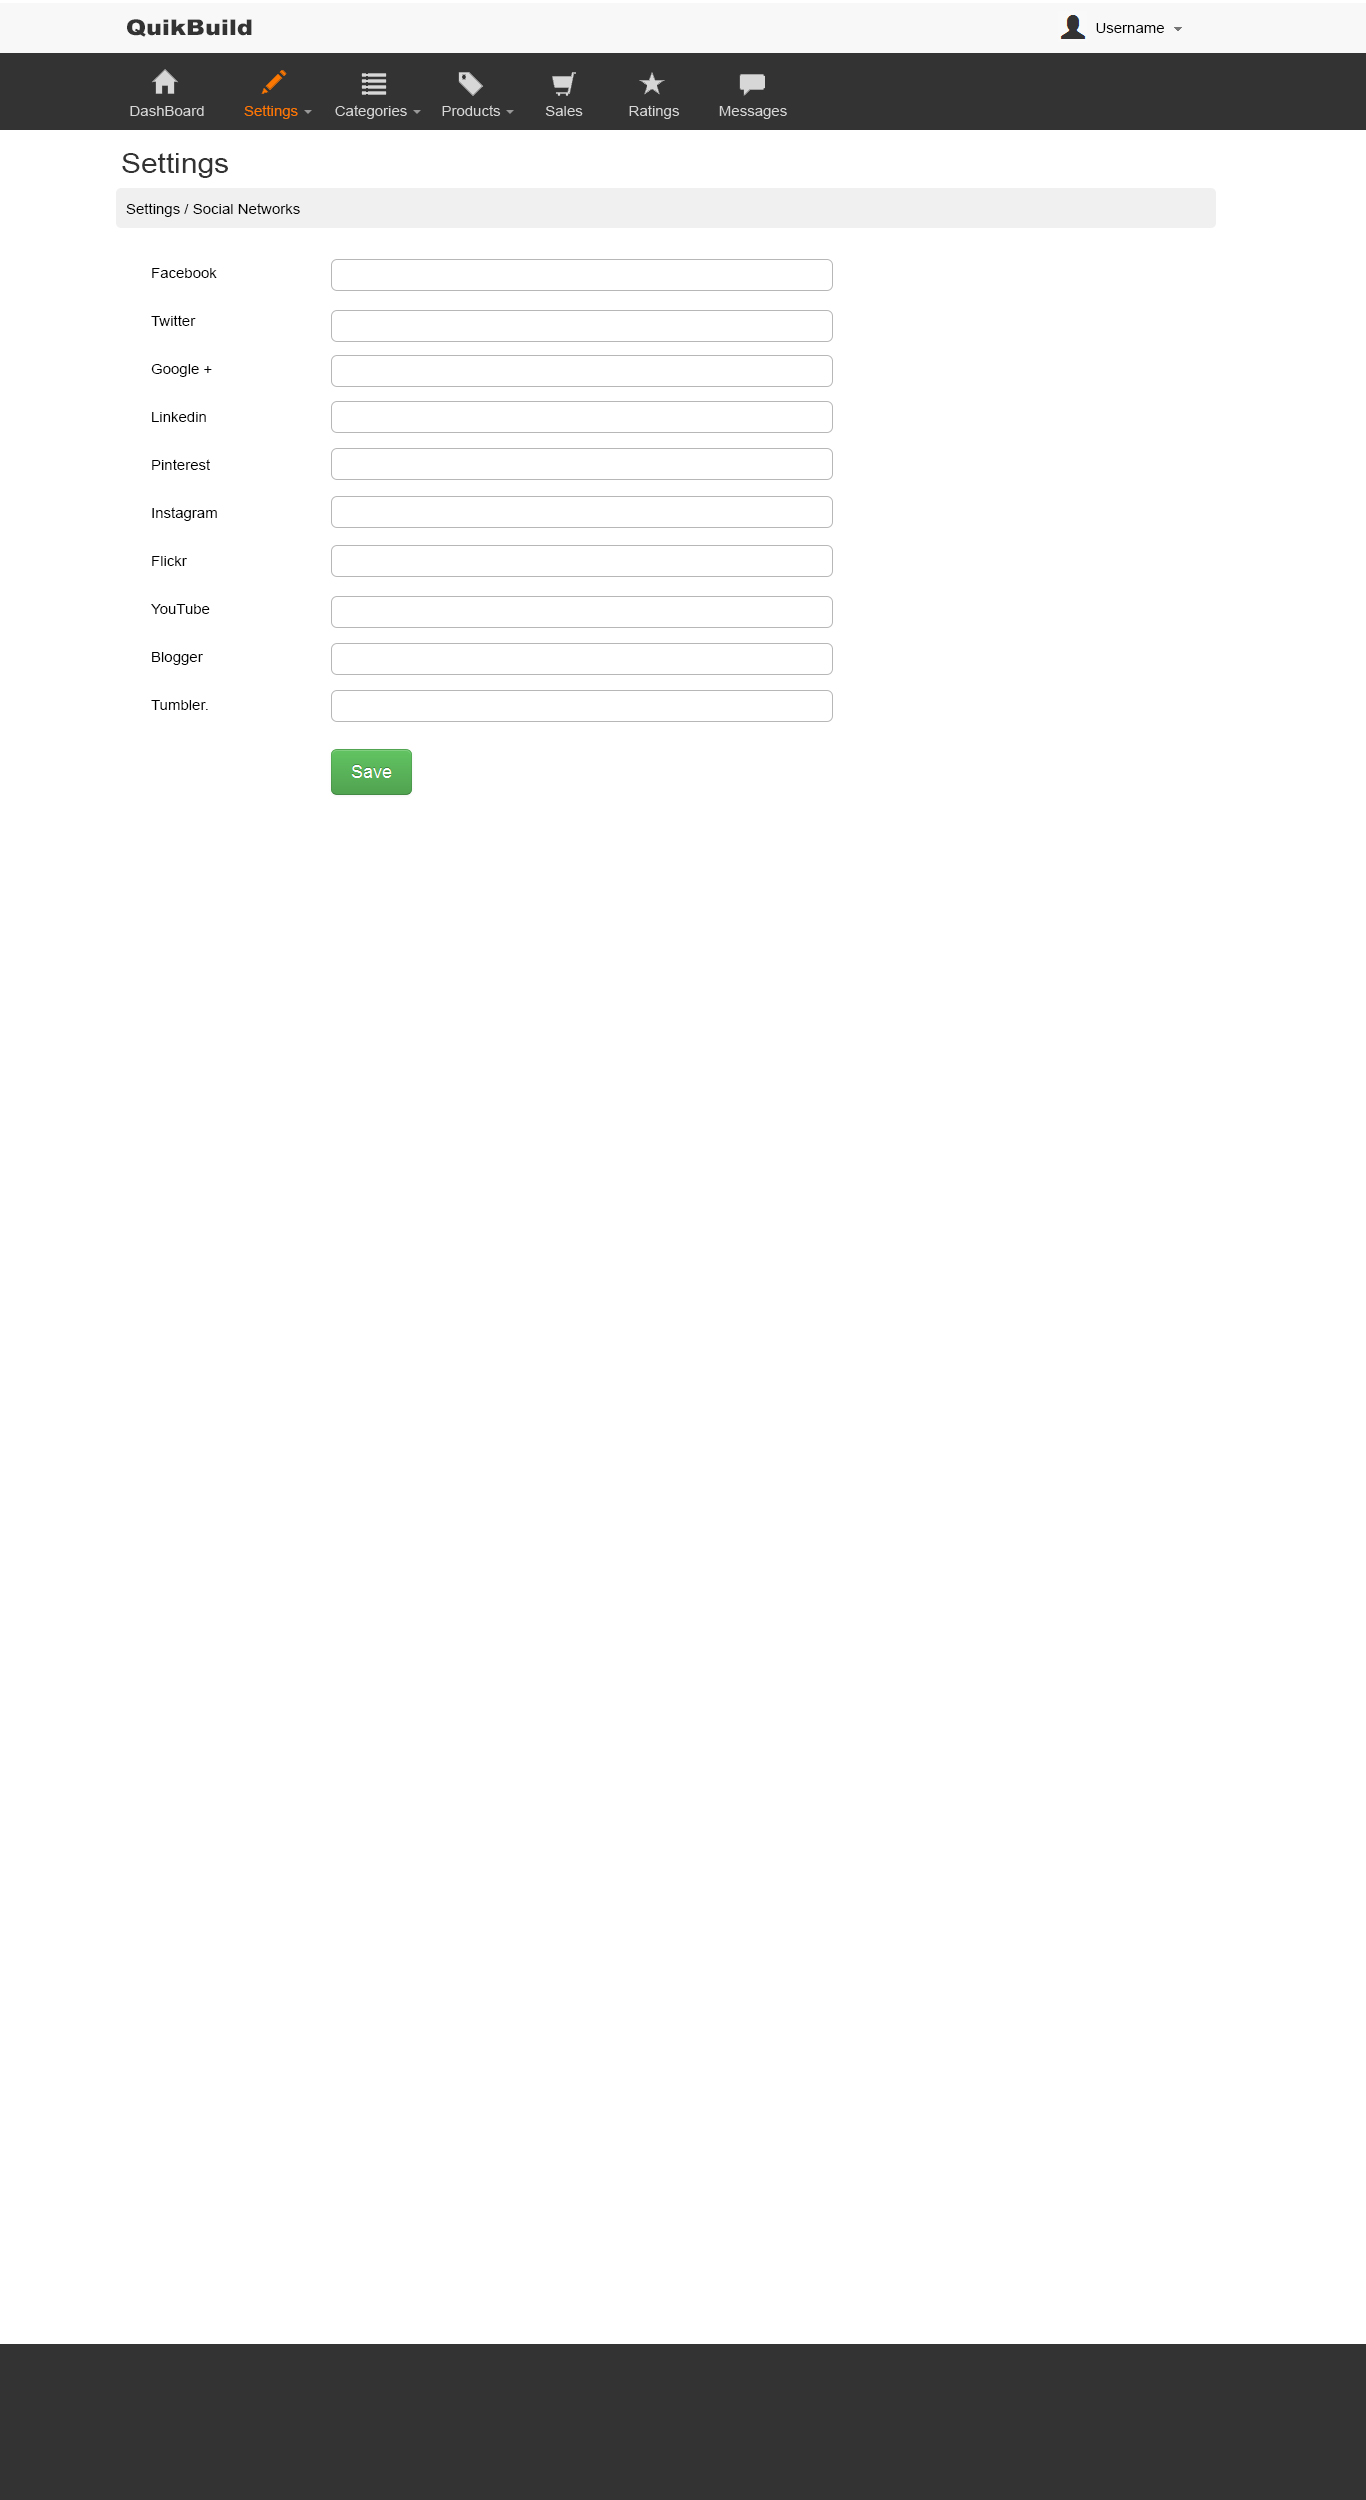 QuikBuild Username
DashBoard Settings Categories Products Sales Ratings Messages
Settings
Settings / Social Networks
Facebook
Twitter
Google +
Linkedin
Pinterest
Instagram
Flickr
YouTube
Blogger
Tumbler.
Save